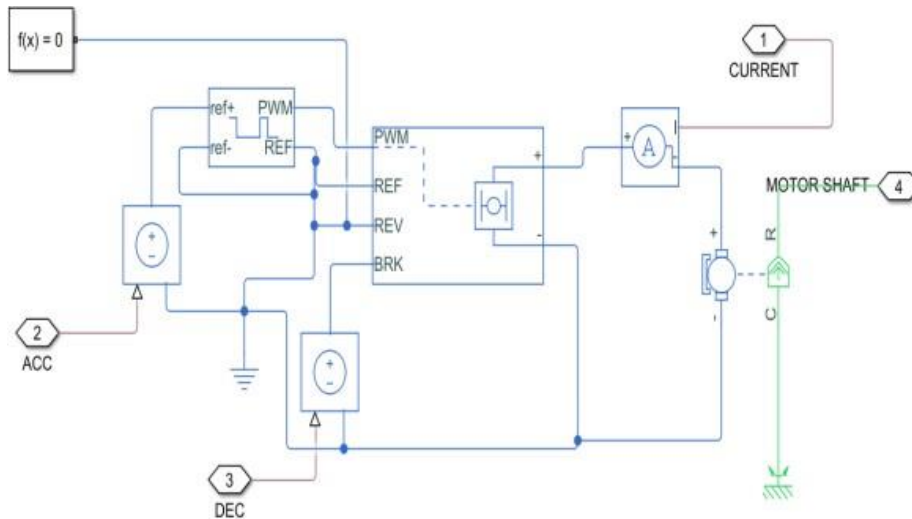 f(x) = 0
1
CURRENT
ref+ PWM
ref- REF
PWM
REF
REV
BRK
+
-
+
A
I
-
MOTOR SHAFT
4
R
C
+
-
+
-
2
ACC
+
-
3
DEC